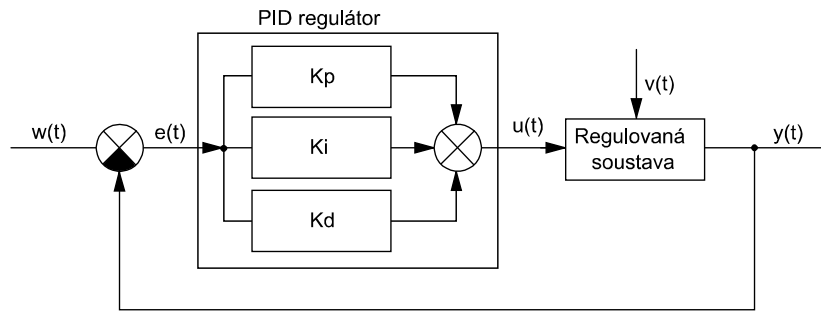 PID regulátor
Kp
v(t)
w(t)
e(t)
Ki
u(t)
Regulovaná
soustava
y(t)
Kd